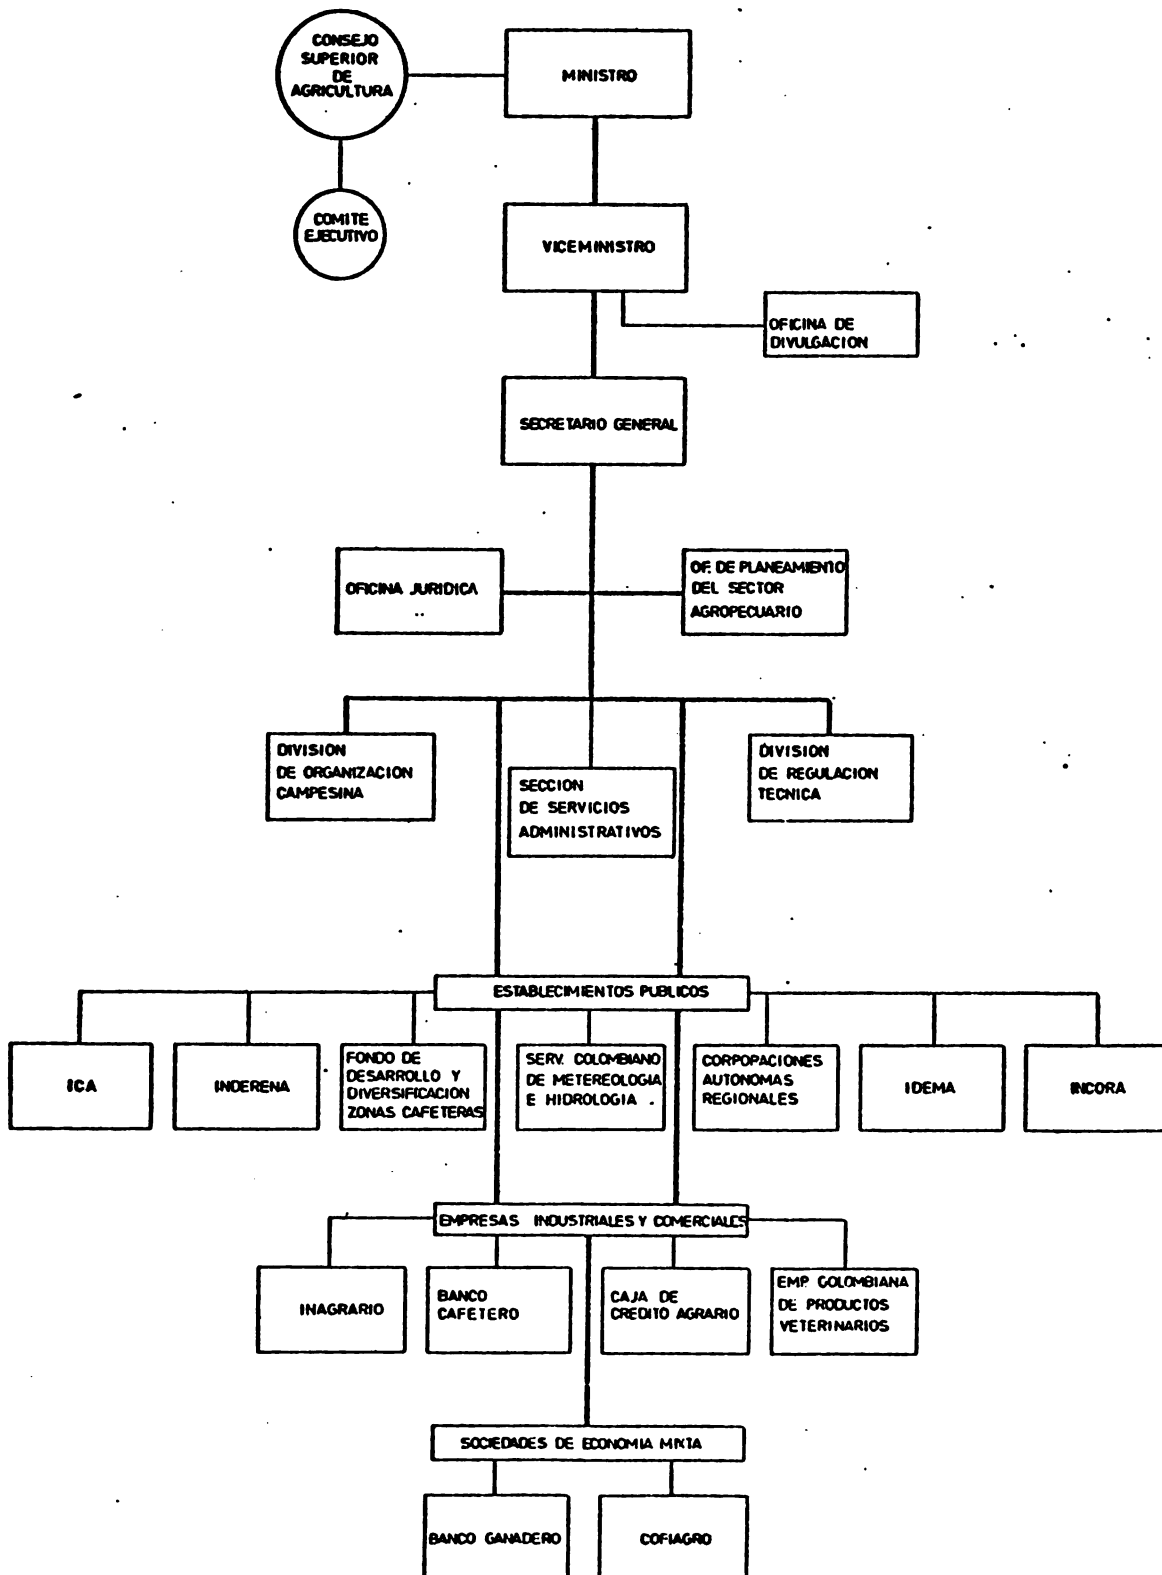 CONSEJO
SUPERIOR
DE
AGRICULTURA
MINISTRO
COMITE
EJECUTIVO
VICEMINISTRO
OFICINA DE
DIVULGACION
SECRETARIO GENERAL
OFICINA JURIDICA
OF. DE PLANEAMIENTO
DEL SECTOR
AGROPECUARIO
DIVISION
DE ORGANIZACION
CAMPESINA
SECCION
DE SERVICIOS
ADMINISTRATIVOS
DIVISION
DE REGULACION
TECNICA
ESTABLECIMIENTOS PUBLICOS
ICA
INDERENA
FONDO DE
DESARROLLO Y
DIVERSIFICACION
ZONAS CAFETERAS
SERV. COLOMBIANO
DE METEREOLOGIA
E HIDROLOGIA
CORPOPACIONES
AUTONOMAS
REGIONALES
IDEMA
INCORA
EMPRESAS INDUSTRIALES Y COMERCIALES
INAGRARIO
BANCO
CAFETERO
CAJA DE
CREDITO AGRARIO
EMP. COLOMBIANA
DE PRODUCTOS
VETERINARIOS
SOCIEDADES DE ECONOMIA MIXTA
BANCO GANADERO
COFIAGRO